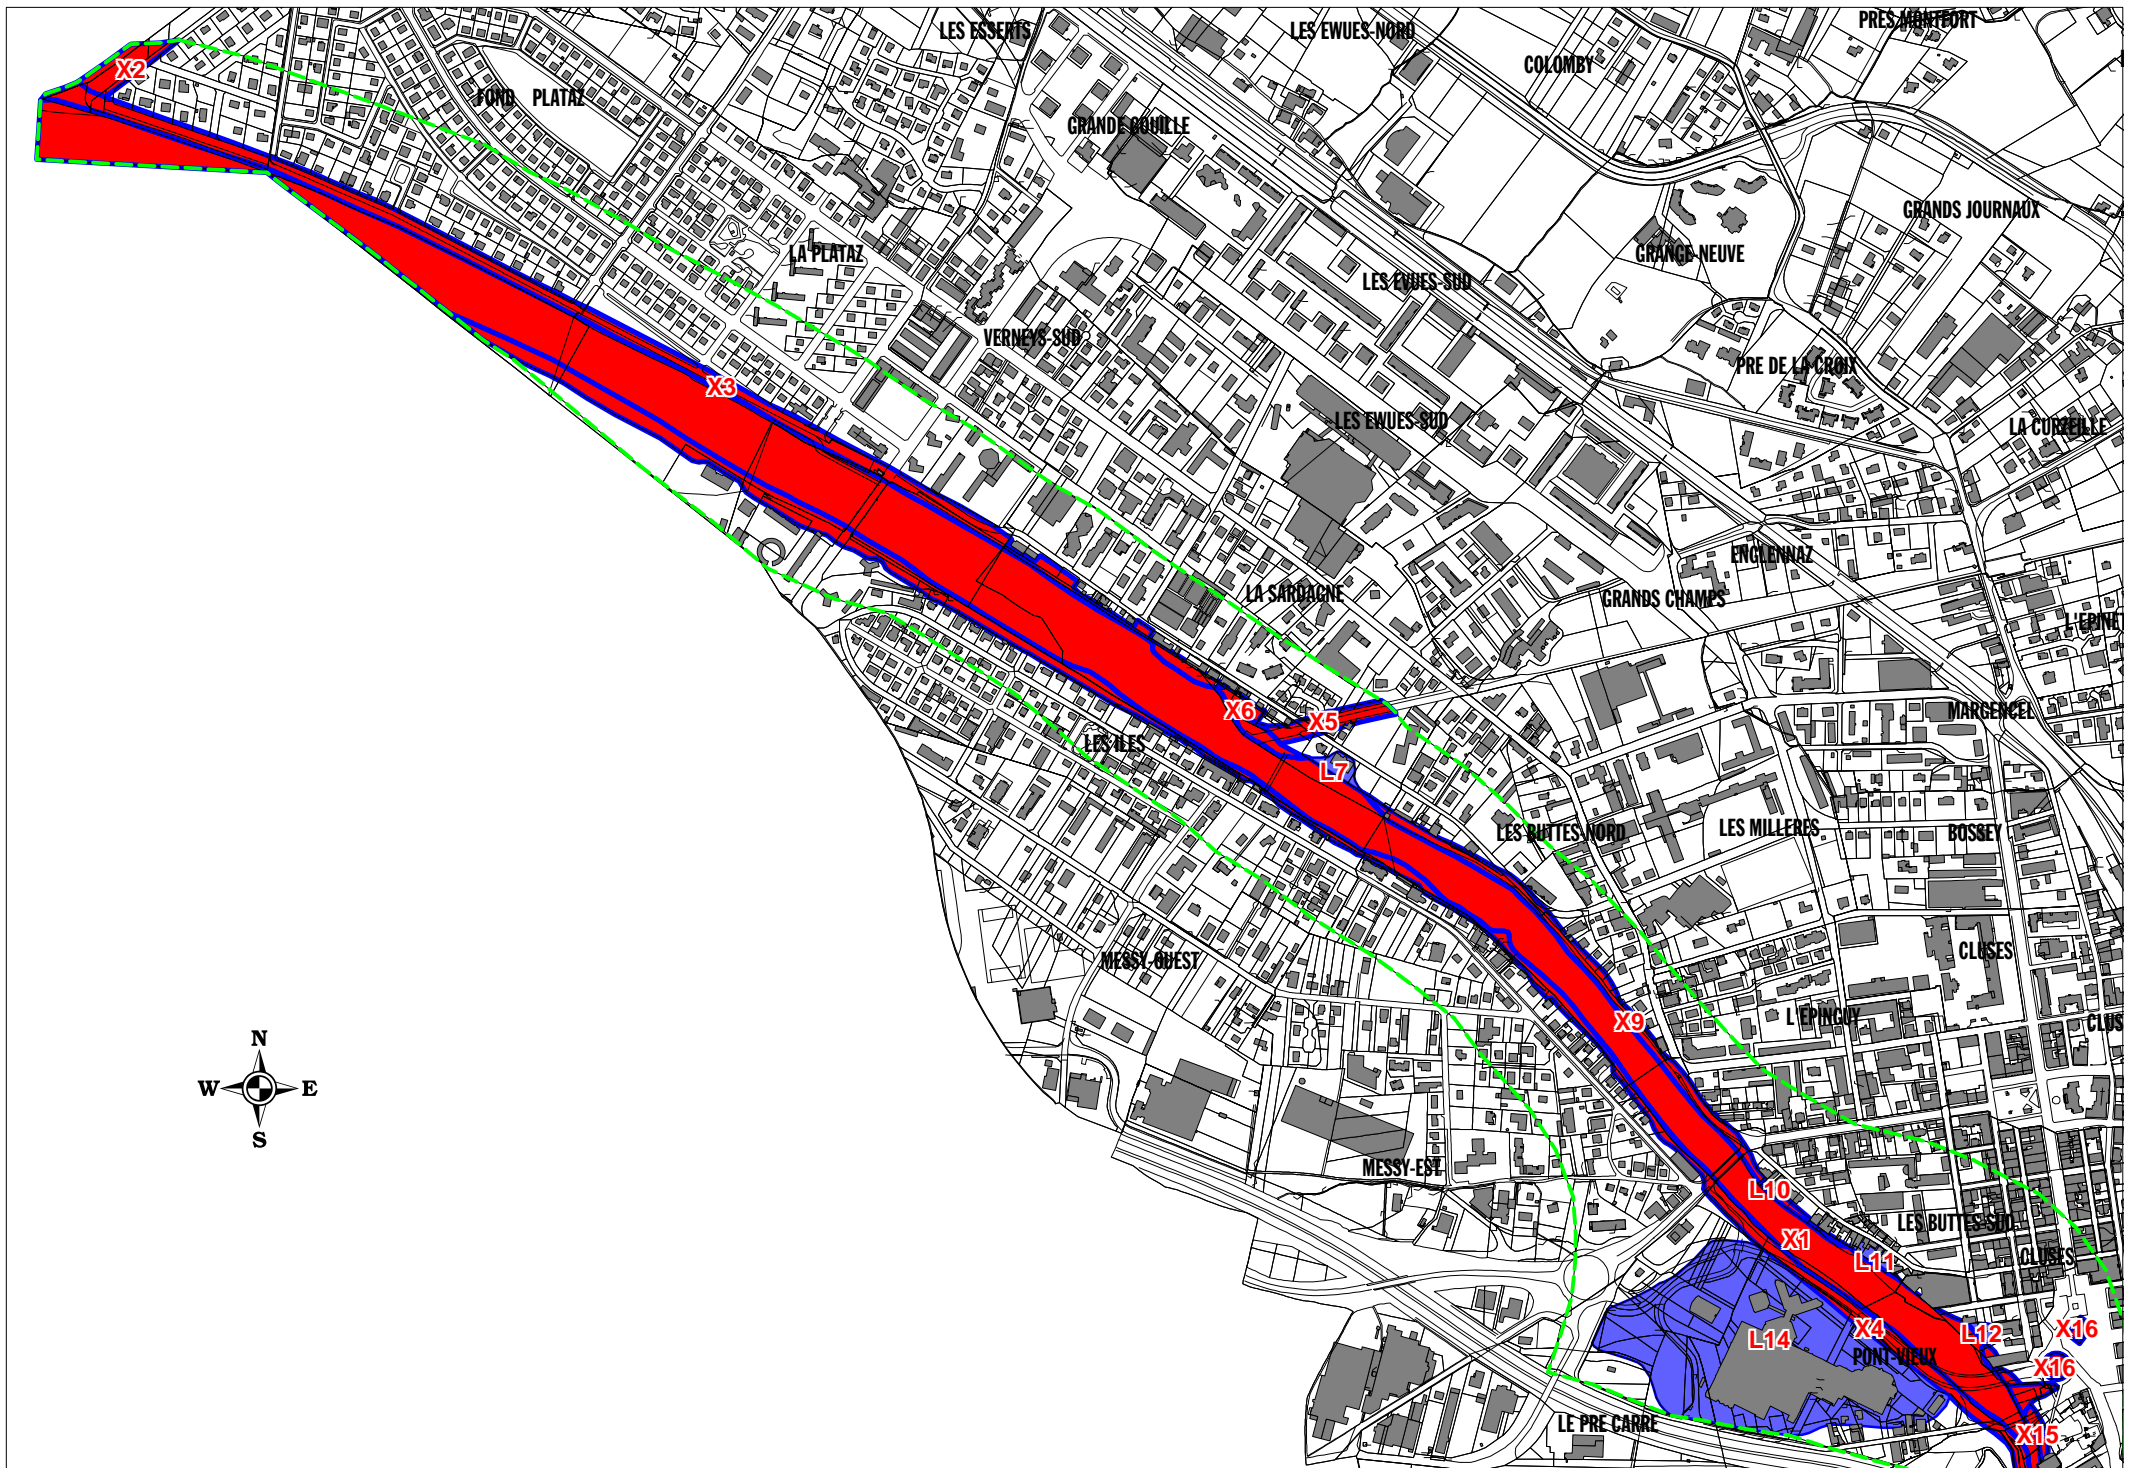 PRES MONTFORT
LES ESSERTS
LES EWUES-NORD
COLOMBY
X2
FOND PLATAZ
GRANDE GOUILLE
GRANDS JOURNAUX
LA PLATAZ
GRANGE-NEUVE
LES EVUES-SUD
VERNEYS-SUD
PRE DE LA CROIX
X3
LES EWUES-SUD
LA CURZEILLE
ENGLENNAZ
LA SARDAGNE
GRANDS CHAMPS
L'EPINE
X6
X5
MARGENCEL
LES ILES
L7
LES BUTTES-NORD
LES MILLERES
BOSSEY
CLUSES
MESSY-OUEST
X9
L'EPINGUY
CLUS
N
W
E
S
MESSY-EST
L10
LES BUTTES-SUD
X1
L11
CLUSES
L14
X4
L12
X16
PONT-VIEUX
X16
LE PRE CARRE
X15